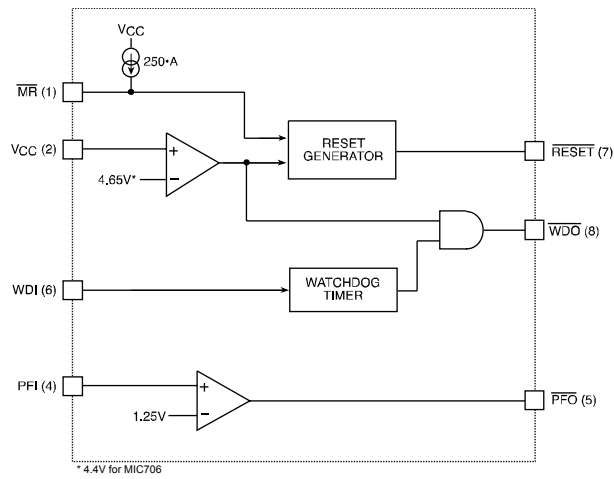 VCC
250•A
MR (1)
VCC (2)
+
−
4.65V*
RESET
GENERATOR
RESET (7)
WDO (8)
WDI (6)
WATCHDOG
TIMER
PFI (4)
+
−
1.25V
PFO (5)
* 4.4V for MIC706